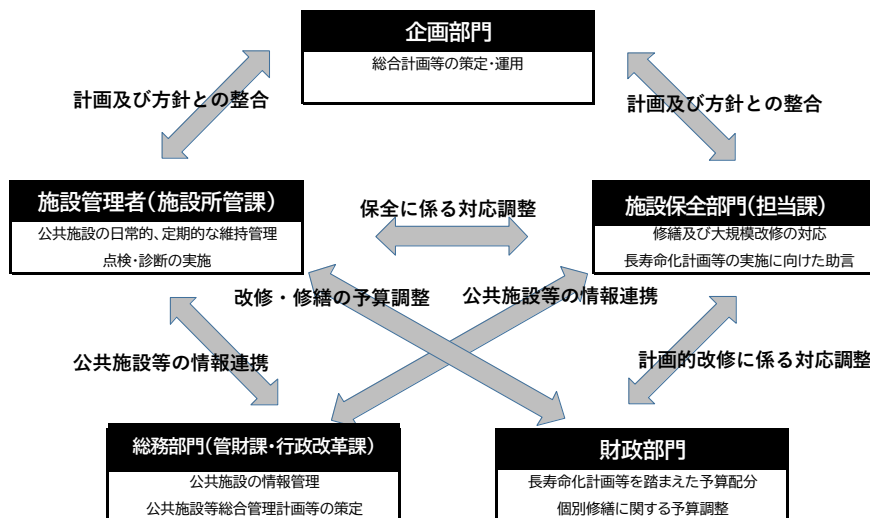 企画部門
総合計画等の策定・運用
計画及び方針との整合
計画及び方針との整合
施設管理者(施設所管課)
公共施設の日常的、定期的な維持管理
点検・診断の実施
保全に係る対応調整
施設保全部門(担当課)
修繕及び大規模改修の対応
長寿命化計画等の実施に向けた助言
改修・修繕の予算調整
公共施設等の情報連携
公共施設等の情報連携
計画的改修に係る対応調整
総務部門(管財課・行政改革課)
公共施設の情報管理
公共施設等総合管理計画等の策定
財政部門
長寿命化計画等を踏まえた予算配分
個別修繕に関する予算調整